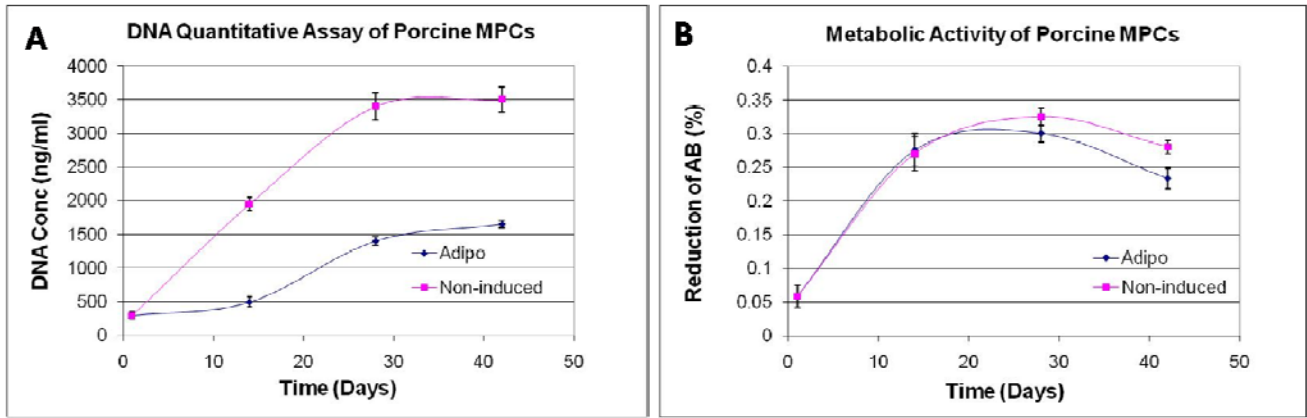 A
DNA Quantitative Assay of Porcine MPCs
DNA Conc (ng/ml)
4000
3500
3000
2500
2000
1500
1000
500
0
Adipo
Non-induced
0 10 20 30 40 50
Time (Days)
B
Metabolic Activity of Porcine MPCs
Reduction of AB (%)
0.4
0.35
0.3
0.25
0.2
0.15
0.1
0.05
0
Adipo
Non-induced
0 10 20 30 40 50
Time (Days)